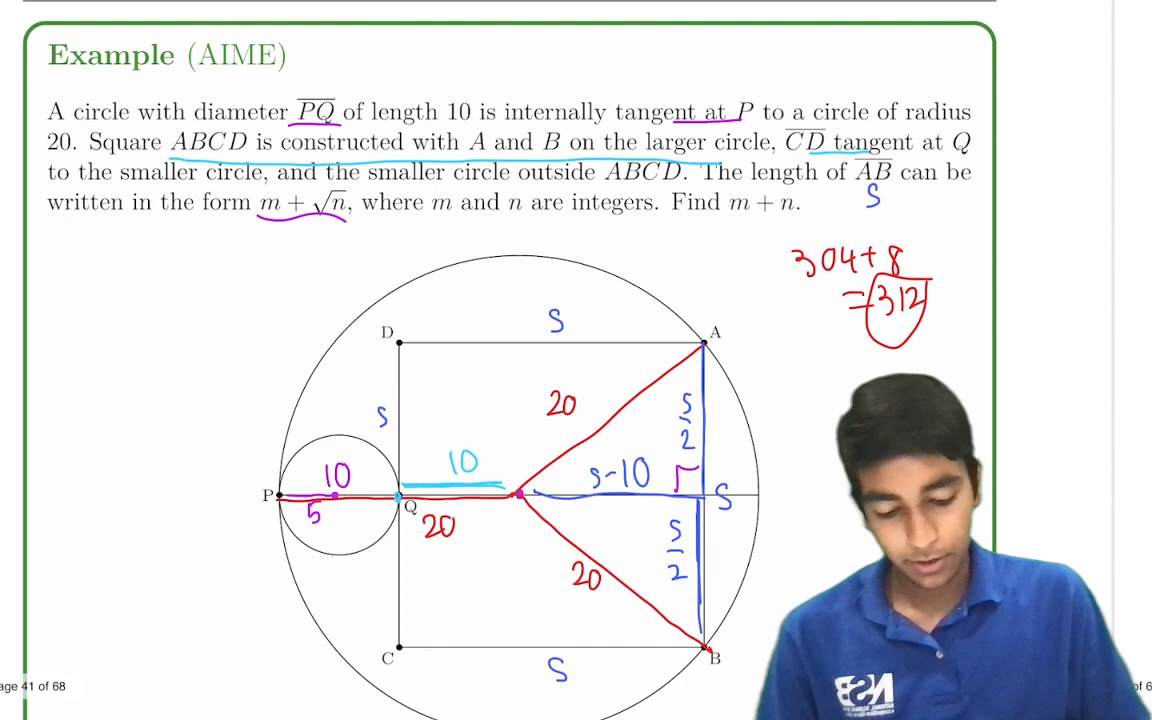 Example (AIME)
A circle with diameter PQ of length 10 is internally tangent at P to a circle of radius
20. Square ABCD is constructed with A and B on the larger circle, CD tangent at Q
to the smaller circle, and the smaller circle outside ABCD. The length of AB can be
written in the form m + √n, where m and n are integers. Find m + n.
S
304+8
=312
S
D
A
20
S
S
2
10
10
S-10
P
Q
S
5
20
S
2
20
C
B
S
age 41 of 68
of 6
NSB